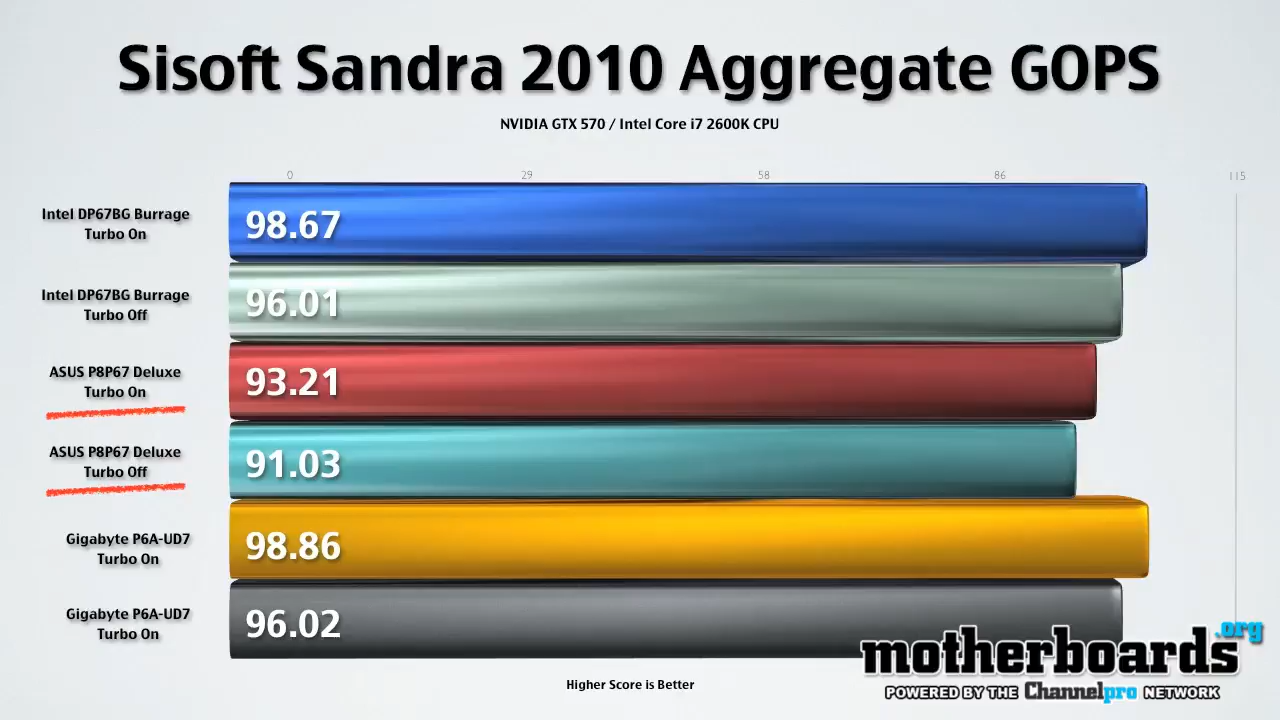 Sisoft Sandra 2010 Aggregate GOPS
NVIDIA GTX 570 / Intel Core i7 2600K CPU
0 29 58 86 115
Intel DP67BG Burrage
Turbo On
98.67
Intel DP67BG Burrage
Turbo Off
96.01
ASUS P8P67 Deluxe
Turbo On
93.21
ASUS P8P67 Deluxe
Turbo Off
91.03
Gigabyte P6A-UD7
Turbo On
98.86
Gigabyte P6A-UD7
Turbo On
96.02
Higher Score is Better
motherboards.org
POWERED BY THE Channelpro NETWORK